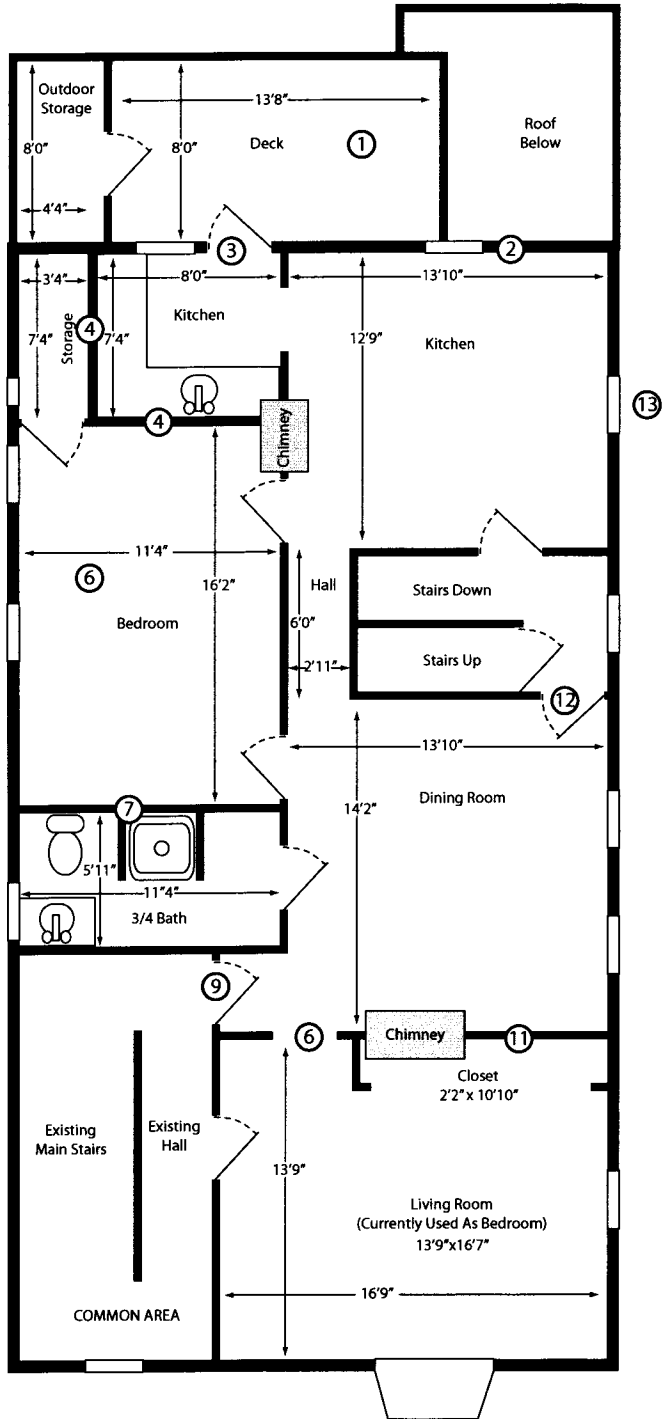 Outdoor
Storage
8'0"
4'4"
13'8"
8'0"
Deck
1
Roof
Below
3
2
3'4"
7'4"
Storage
4
8'0"
7'4"
Kitchen
4
13'10"
12'9"
Kitchen
13
Chimney
11'4"
6
16'2"
Bedroom
Hall
6'0"
2'11"
Stairs Down
Stairs Up
12
13'10"
14'2"
Dining Room
7
5'11"
11"4"
3/4 Bath
9
6
Chimney
11
Closet
2'2" x 10'10"
Existing
Main Stairs
Existing
Hall
13'9"
Living Room
(Currently Used As Bedroom)
13'9"x16'7"
16'9"
COMMON AREA